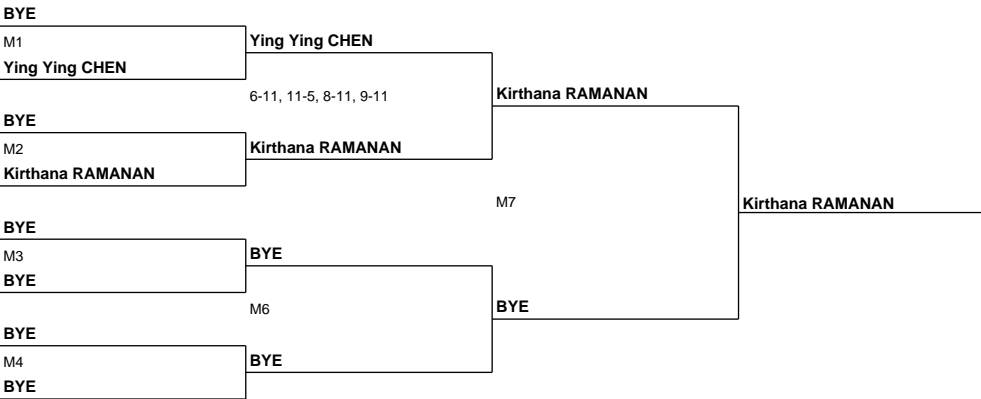 BYE
M1
Ying Ying CHEN
BYE
M2
Kirthana RAMANAN
BYE
M3
BYE
BYE
M4
BYE
Ying Ying CHEN
6-11, 11-5, 8-11, 9-11
Kirthana RAMANAN
BYE
M6
BYE
Kirthana RAMANAN
M7
BYE
Kirthana RAMANAN